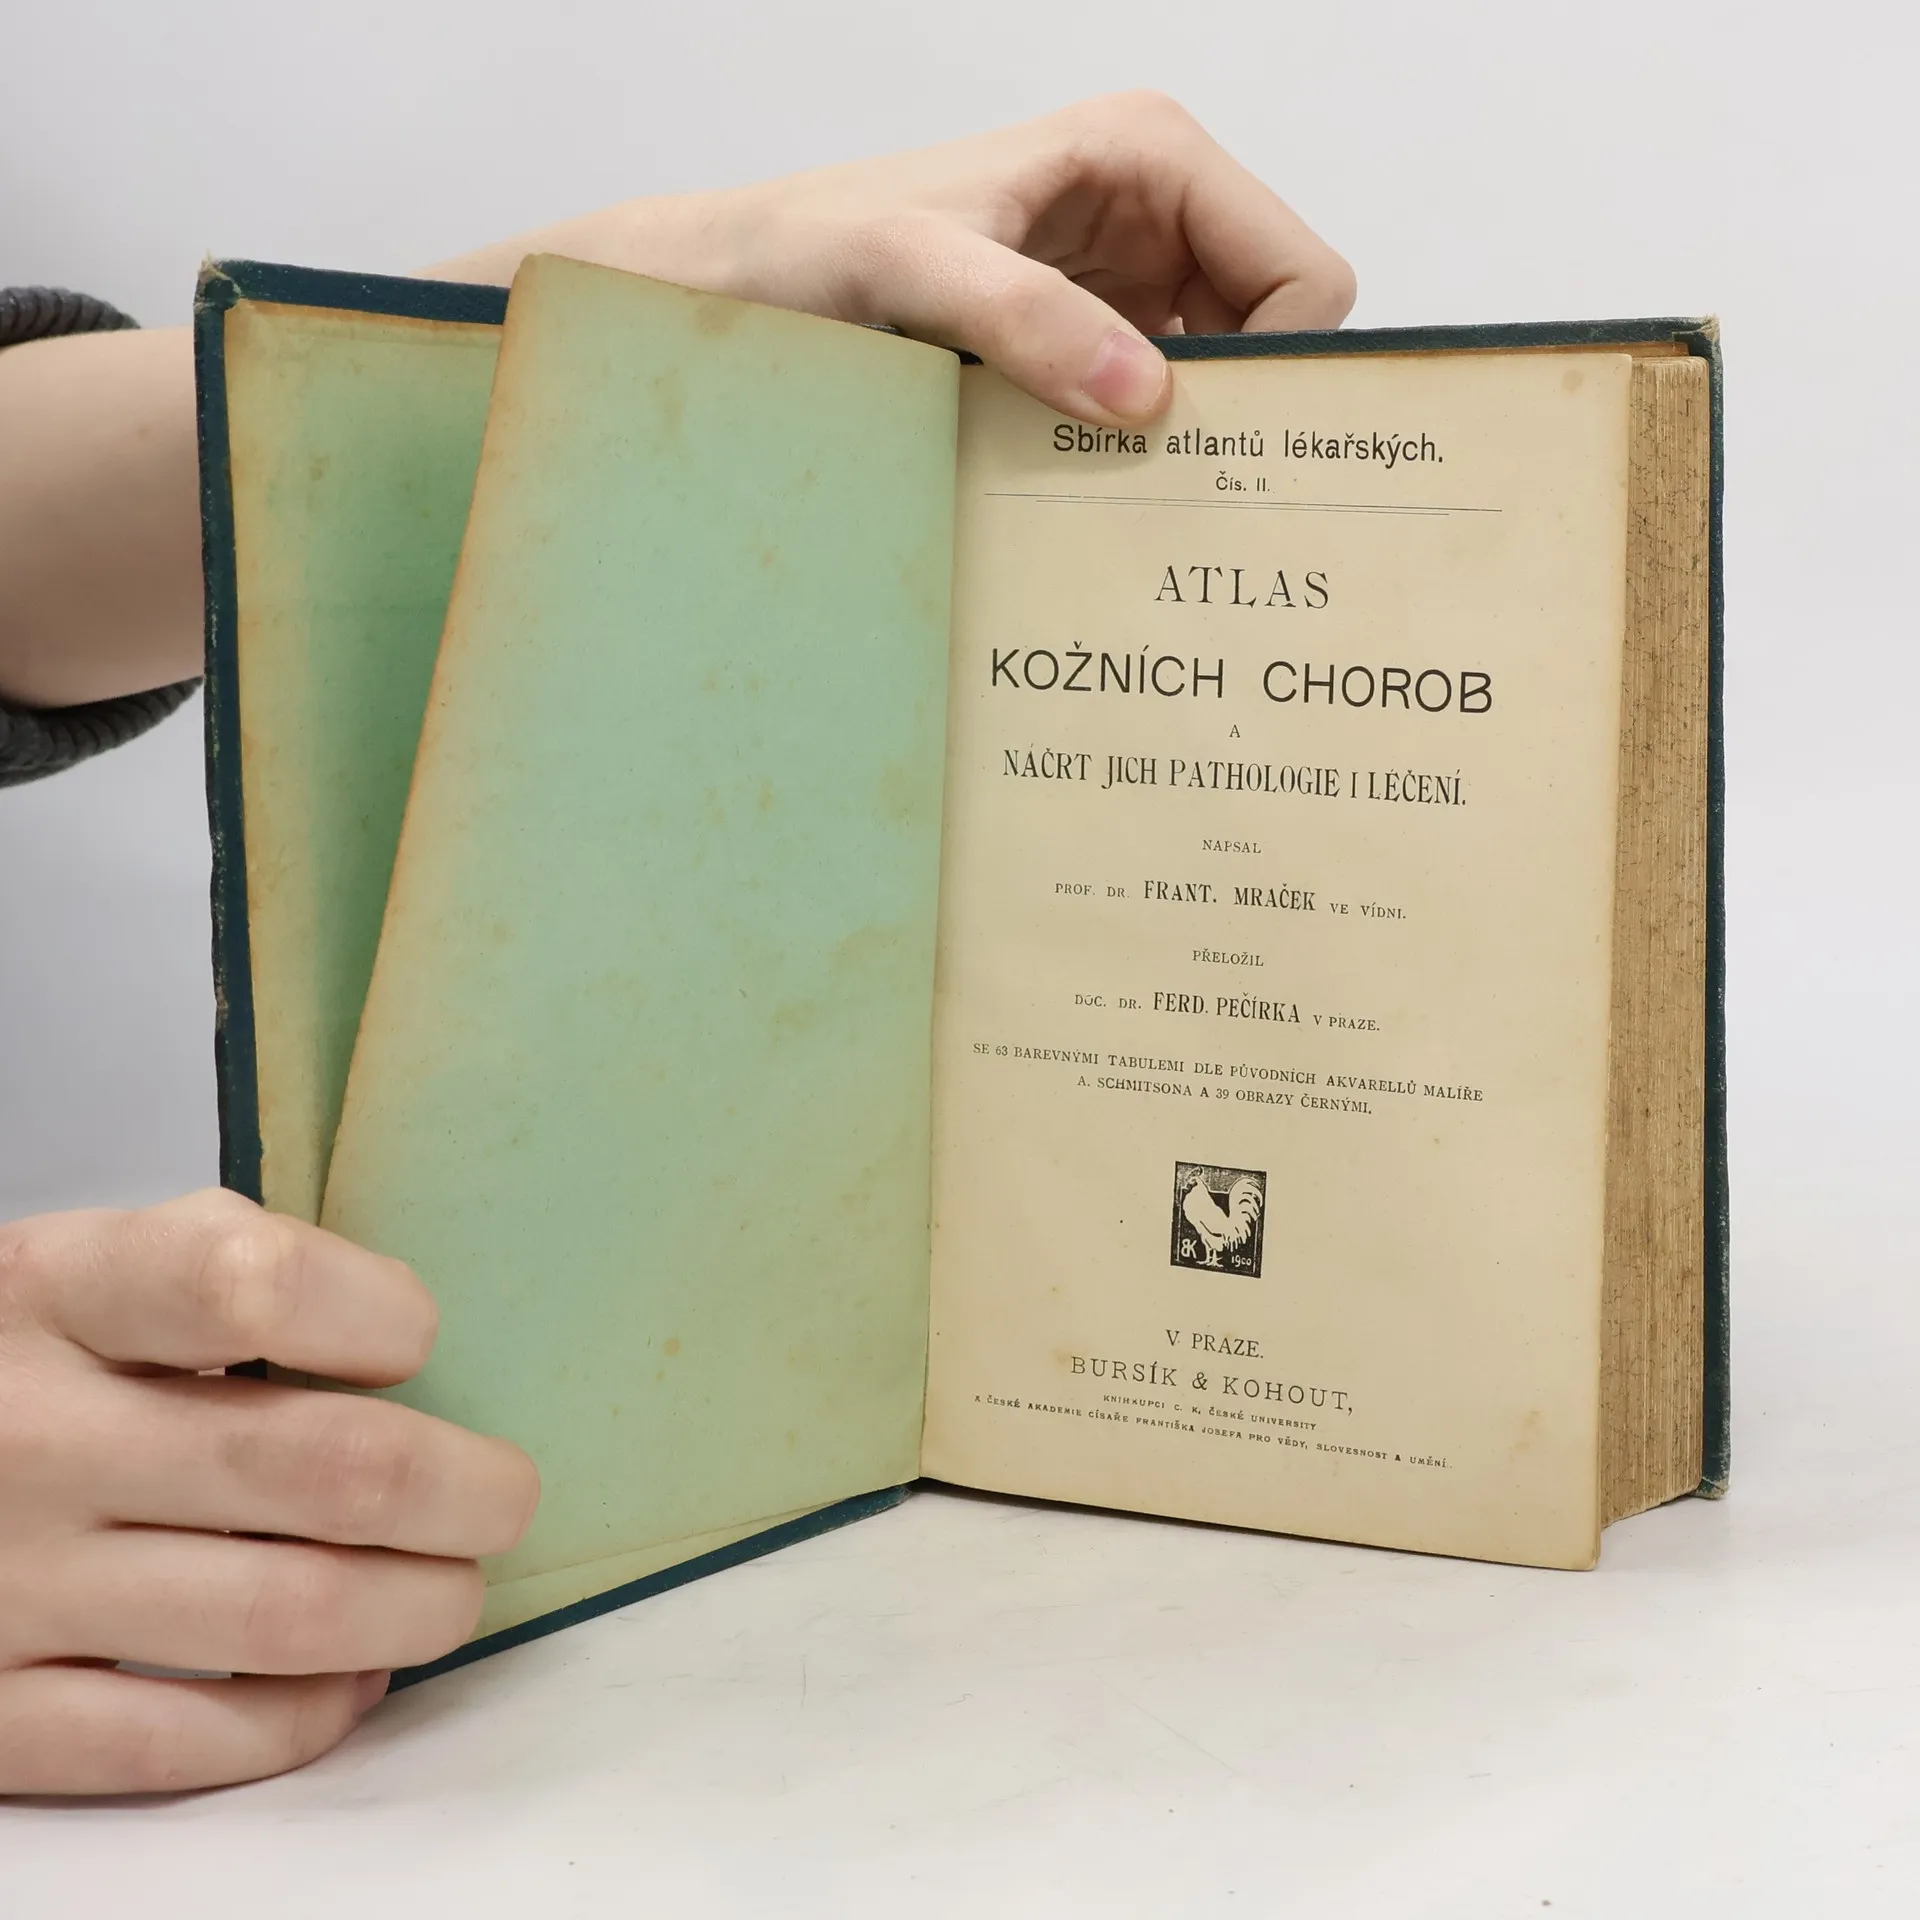 Sbírka atlantů lékařských.
Čís. II.
ATLAS
KOŽNÍCH CHOROB
A
NÁČRT JICH PATHOLOGIE I LÉČENÍ.
NAPSAL
PROF. DR. FRANT. MRAČEK VE VÍDNI.
PŘELOŽIL
DOC. DR. FERD. PEČÍRKA V PRAZE.
SE 63 BAREVNÝMI TABULEMI DLE PŮVODNÍCH AKVARELLŮ MALÍŘE
A. SCHMITSONA A 39 OBRAZY ČERNÝMI.
BK 1900
V PRAZE.
BURSÍK & KOHOUT,
KNIHKUPCI C. K. ČESKÉ UNIVERSITY
A ČESKÉ AKADEMIE CÍSAŘE FRANTIŠKA JOSEFA PRO VĚDY, SLOVESNOST A UMĚNÍ.